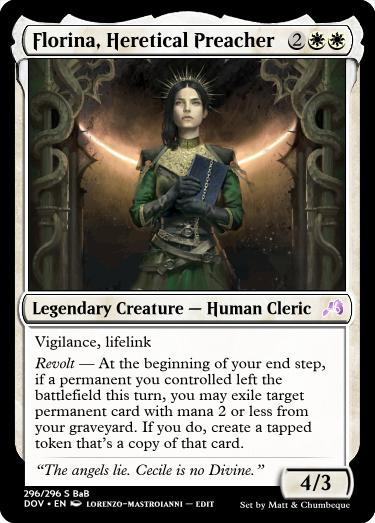 Florina, Heretical Preacher 2
Legendary Creature — Human Cleric
Vigilance, lifelink
Revolt — At the beginning of your end step,
if a permanent you controlled left the
battlefield this turn, you may exile target
permanent card with mana 2 or less from
your graveyard. If you do, create a tapped
token that's a copy of that card.
"The angels lie. Cecile is no Divine."
4/3
296/296 S BaB
DOV • EN LORENZO-MASTROIANNI — EDIT
Set by Matt & Chumbeque